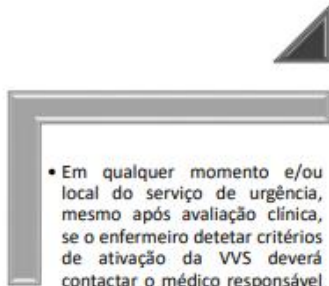 • Em qualquer momento e/ou
local do serviço de urgência,
mesmo após avaliação clínica,
se o enfermeiro detetar critérios
de ativação da VVS deverá
contactar o médico responsável